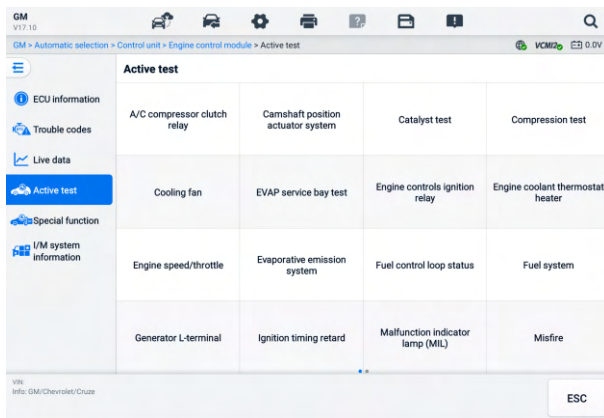 GM
V17.10
GM > Automatic selection > Control unit > Engine control module > Active test
VCMI2
0.0V
Active test
ECU information
Trouble codes
Live data
Active test
Special function
I/M system
information
A/C compressor clutch
relay
Camshaft position
actuator system
Catalyst test
Compression test
Cooling fan
EVAP service bay test
Engine controls ignition
relay
Engine coolant thermostat
heater
Engine speed/throttle
Evaporative emission
system
Fuel control loop status
Fuel system
Generator L-terminal
Ignition timing retard
Malfunction indicator
lamp (MIL)
Misfire
VIN:
Info: GM/Chevrolet/Cruze
ESC